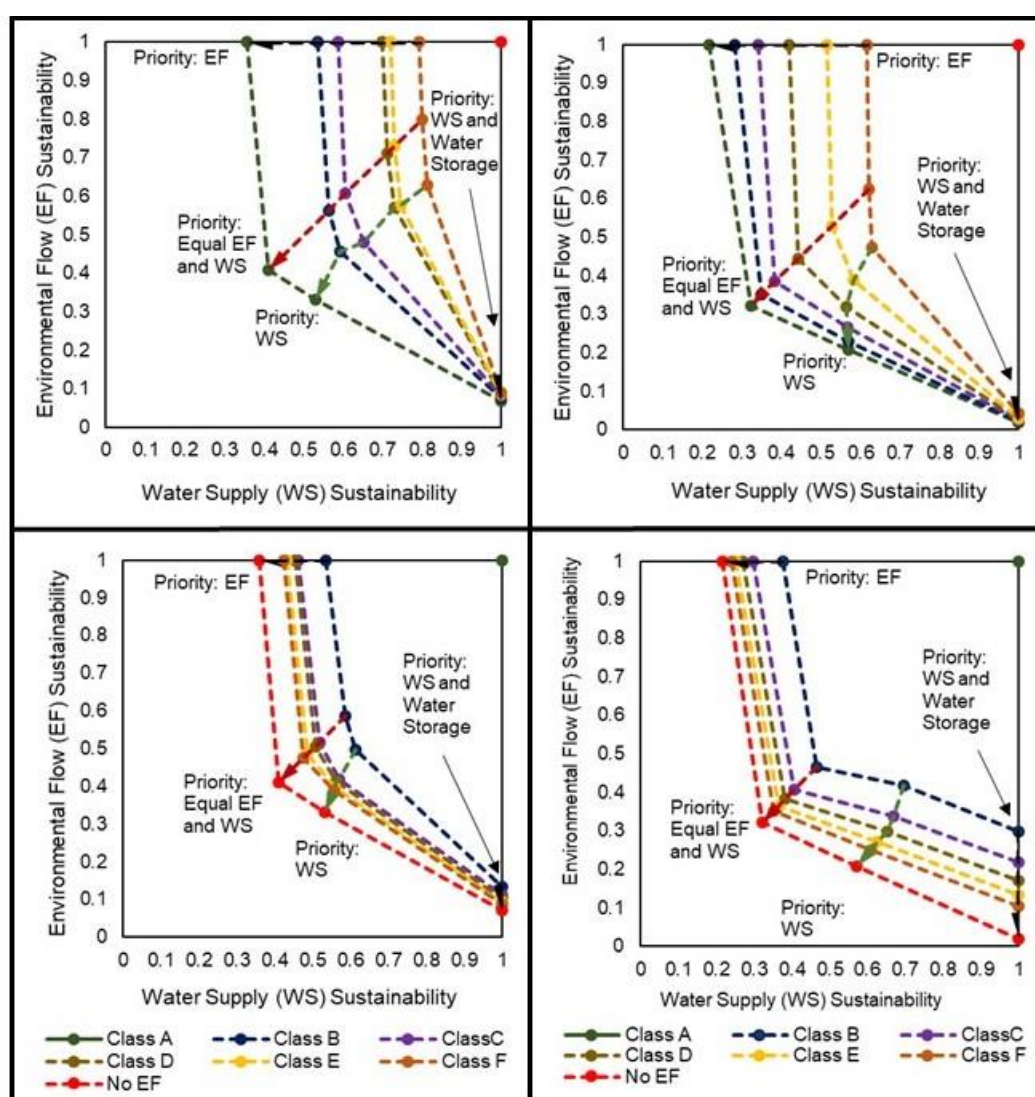 Environmental Flow (EF) Sustainability
1
0.9
0.8
0.7
0.6
0.5
0.4
0.3
0.2
0.1
0
Priority: EF
Priority:
WS and
Water
Storage
Priority:
Equal EF
and WS
Priority:
WS
0 0.1 0.2 0.3 0.4 0.5 0.6 0.7 0.8 0.9 1
Water Supply (WS) Sustainability
Environmental Flow (EF) Sustainability
1
0.9
0.8
0.7
0.6
0.5
0.4
0.3
0.2
0.1
0
Priority: EF
Priority:
WS and
Water
Storage
Priority:
Equal EF
and WS
Priority:
WS
0 0.1 0.2 0.3 0.4 0.5 0.6 0.7 0.8 0.9 1
Water Supply (WS) Sustainability
Environmental Flow (EF) Sustainability
1
0.9
0.8
0.7
0.6
0.5
0.4
0.3
0.2
0.1
0
Priority: EF
Priority:
WS and
Water
Storage
Priority:
Equal EF
and WS
Priority:
WS
0 0.1 0.2 0.3 0.4 0.5 0.6 0.7 0.8 0.9 1
Water Supply (WS) Sustainability
Class A Class B ClassC
Class D Class E Class F
No EF
Environmental Flow (EF) Sustainability
1
0.9
0.8
0.7
0.6
0.5
0.4
0.3
0.2
0.1
0
Priority: EF
Priority:
WS and
Water
Storage
Priority:
Equal EF
and WS
Priority:
WS
0 0.1 0.2 0.3 0.4 0.5 0.6 0.7 0.8 0.9 1
Water Supply (WS) Sustainability
Class A Class B ClassC
Class D Class E Class F
No EF